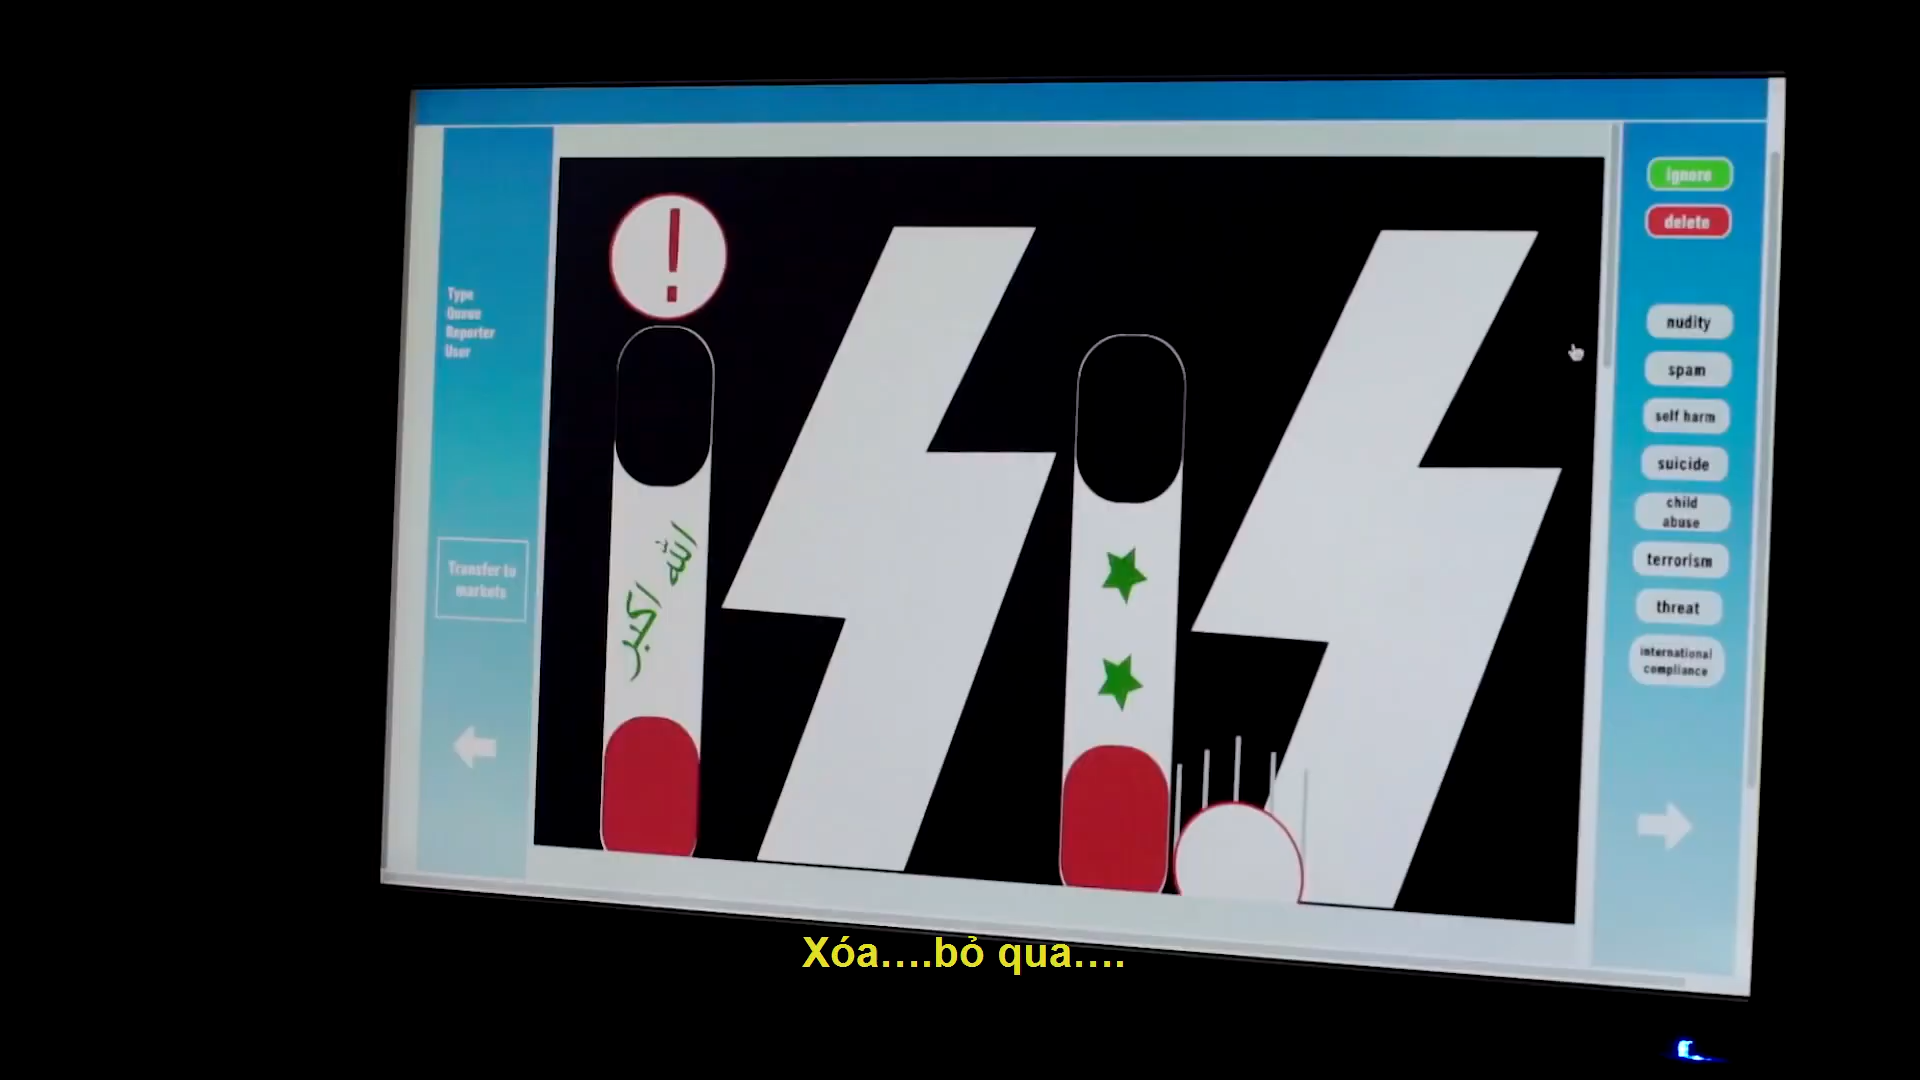 ignore
delete
!
Type
Queue
Reporter
User
nudity
spam
self harm
suicide
child
abuse
terrorism
threat
international
compliance
الله
اكبر
Transfer to
markets
Xóa....bỏ qua....